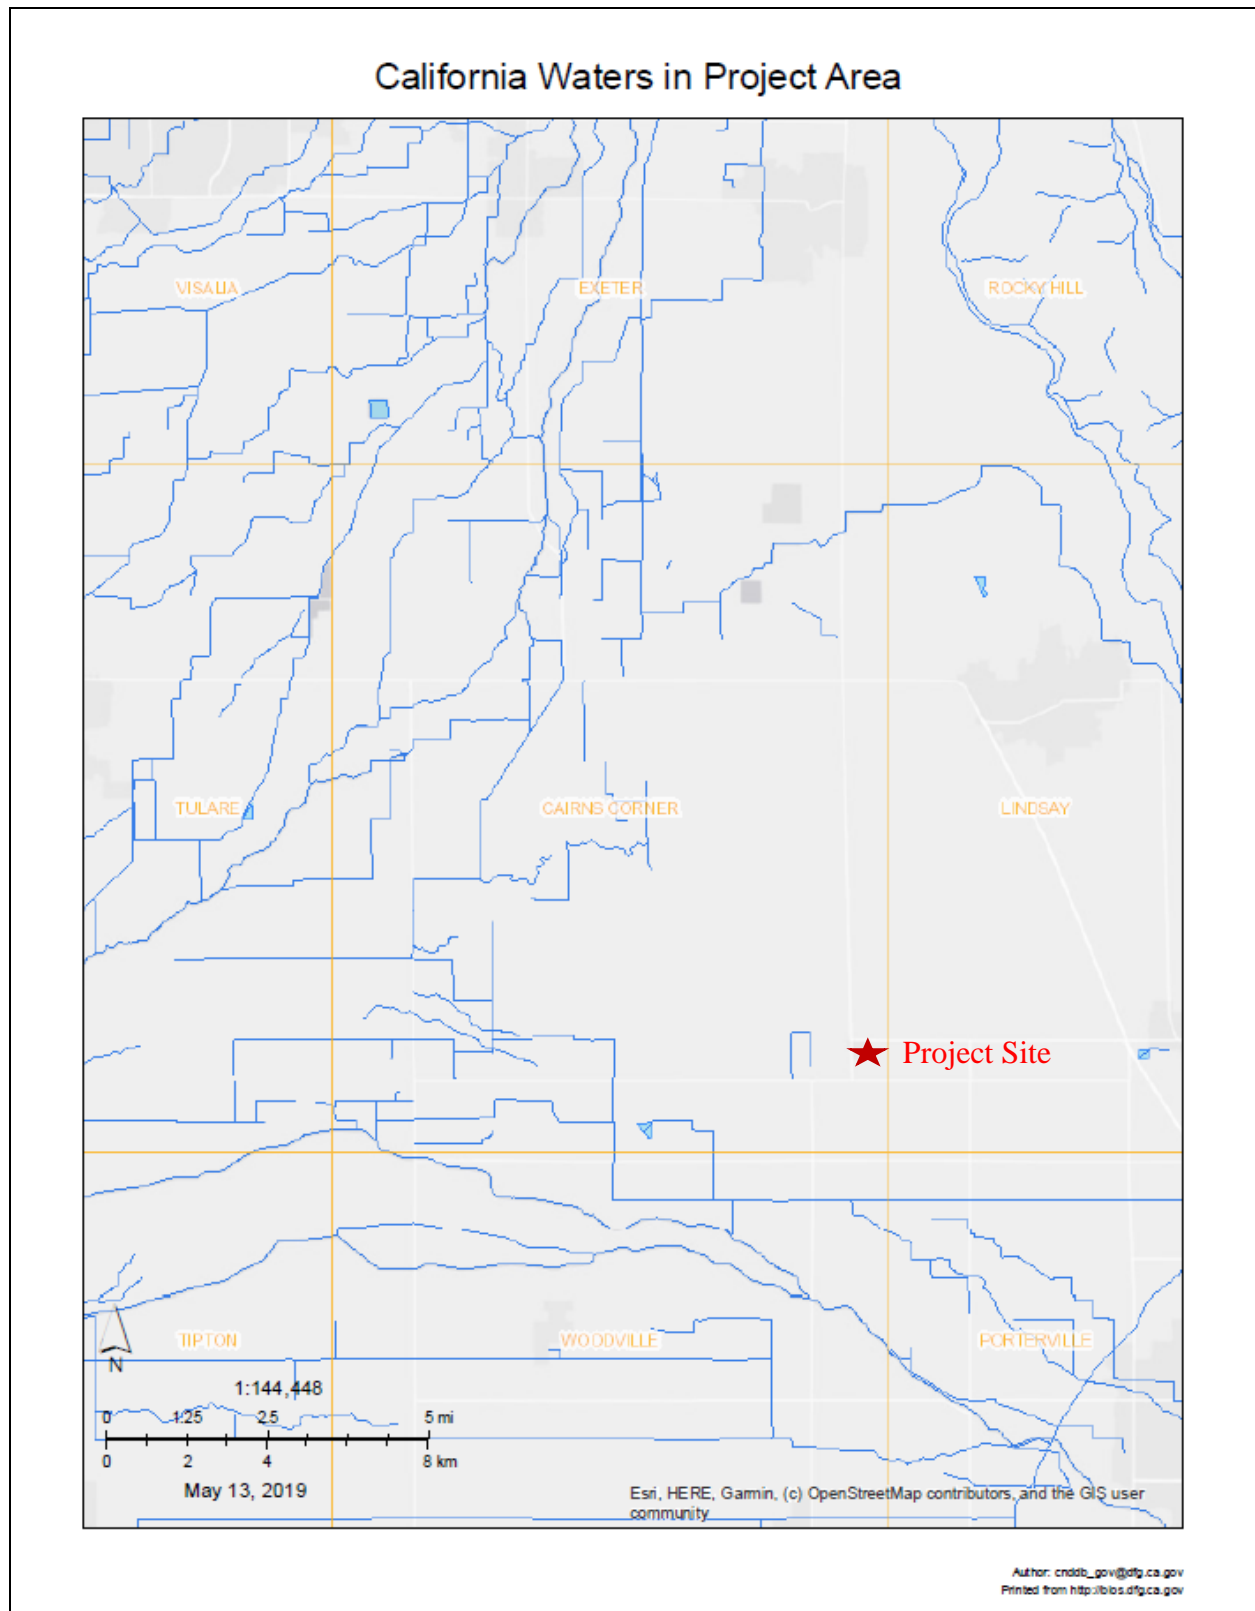 California Waters in Project Area
VISALIA
EXETER
ROCKY HILL
TULARE
CAIRNS CORNER
LINDSAY
Project Site
TIPTON
WOODVILLE
PORTERVILLE
N
1:144,448
0 1.25 2.5 5 mi
0 2 4 8 km
May 13, 2019
Esri, HERE, Garmin, (c) OpenStreetMap contributors, and the GIS user
community
Author: cnddb_gov@dfg.ca.gov
Printed from http://bios.dfg.ca.gov